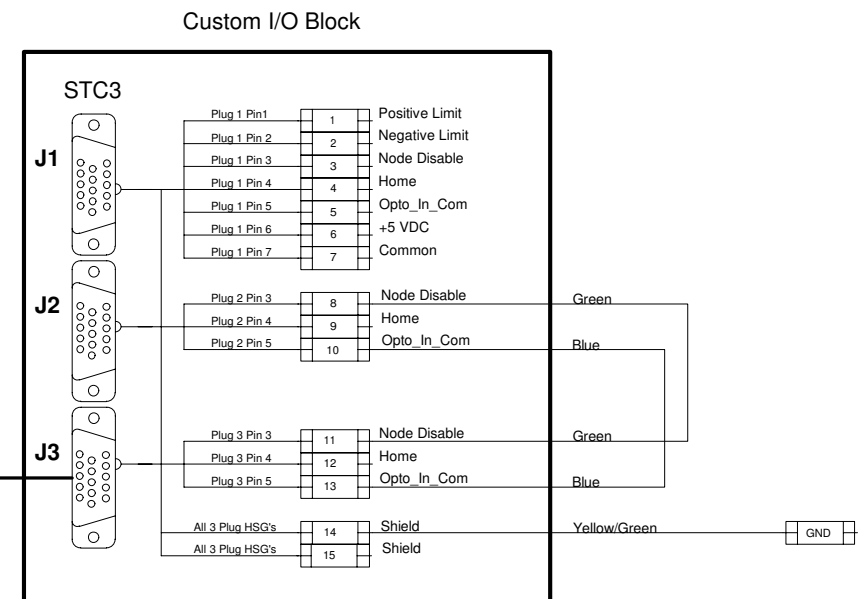 Custom I/O Block
STC3
J1
Plug 1 Pin1 1 Positive Limit
Plug 1 Pin 2 2 Negative Limit
Plug 1 Pin 3 3 Node Disable
Plug 1 Pin 4 4 Home
Plug 1 Pin 5 5 Opto_In_Com
Plug 1 Pin 6 6 +5 VDC
Plug 1 Pin 7 7 Common
J2
Plug 2 Pin 3 8 Node Disable Green
Plug 2 Pin 4 9 Home
Plug 2 Pin 5 10 Opto_In_Com Blue
J3
Plug 3 Pin 3 11 Node Disable Green
Plug 3 Pin 4 12 Home
Plug 3 Pin 5 13 Opto_In_Com Blue
All 3 Plug HSG's 14 Shield Yellow/Green GND
All 3 Plug HSG's 15 Shield